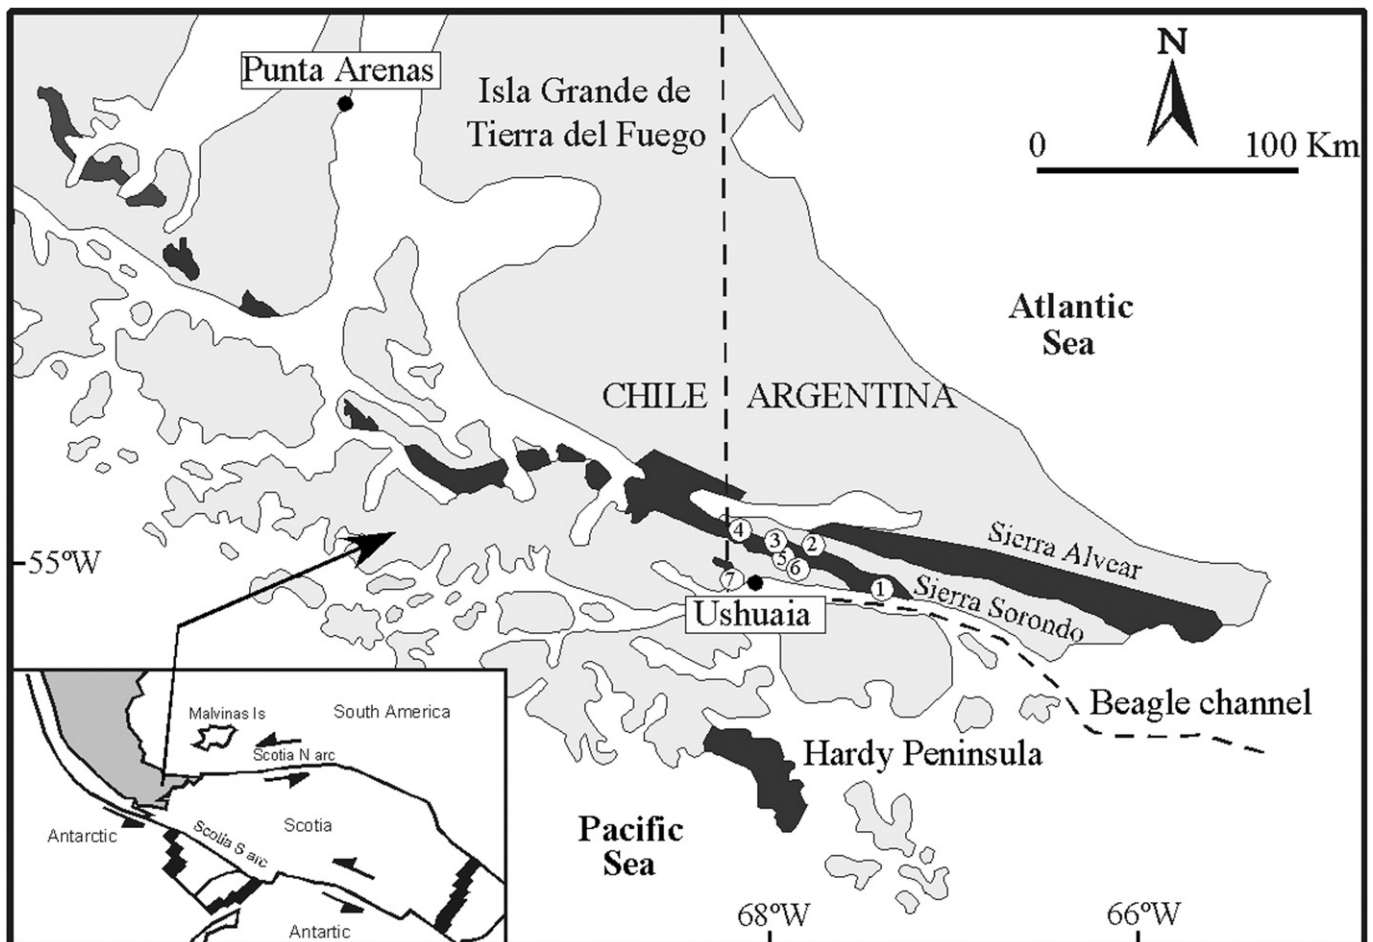 Punta Arenas
Isla Grande de
Tierra del Fuego
N
0
100 Km
Atlantic
Sea
CHILE
ARGENTINA
55ºW
4
3
2
5
6
7
1
Sierra Alvear
Sierra Sorondo
Ushuaia
Beagle channel
Hardy Peninsula
Pacific
Sea
68ºW
66ºW
Malvinas Is
South America
Scotia N arc
Scotia
Antarctic
Scotia S arc
Antartic